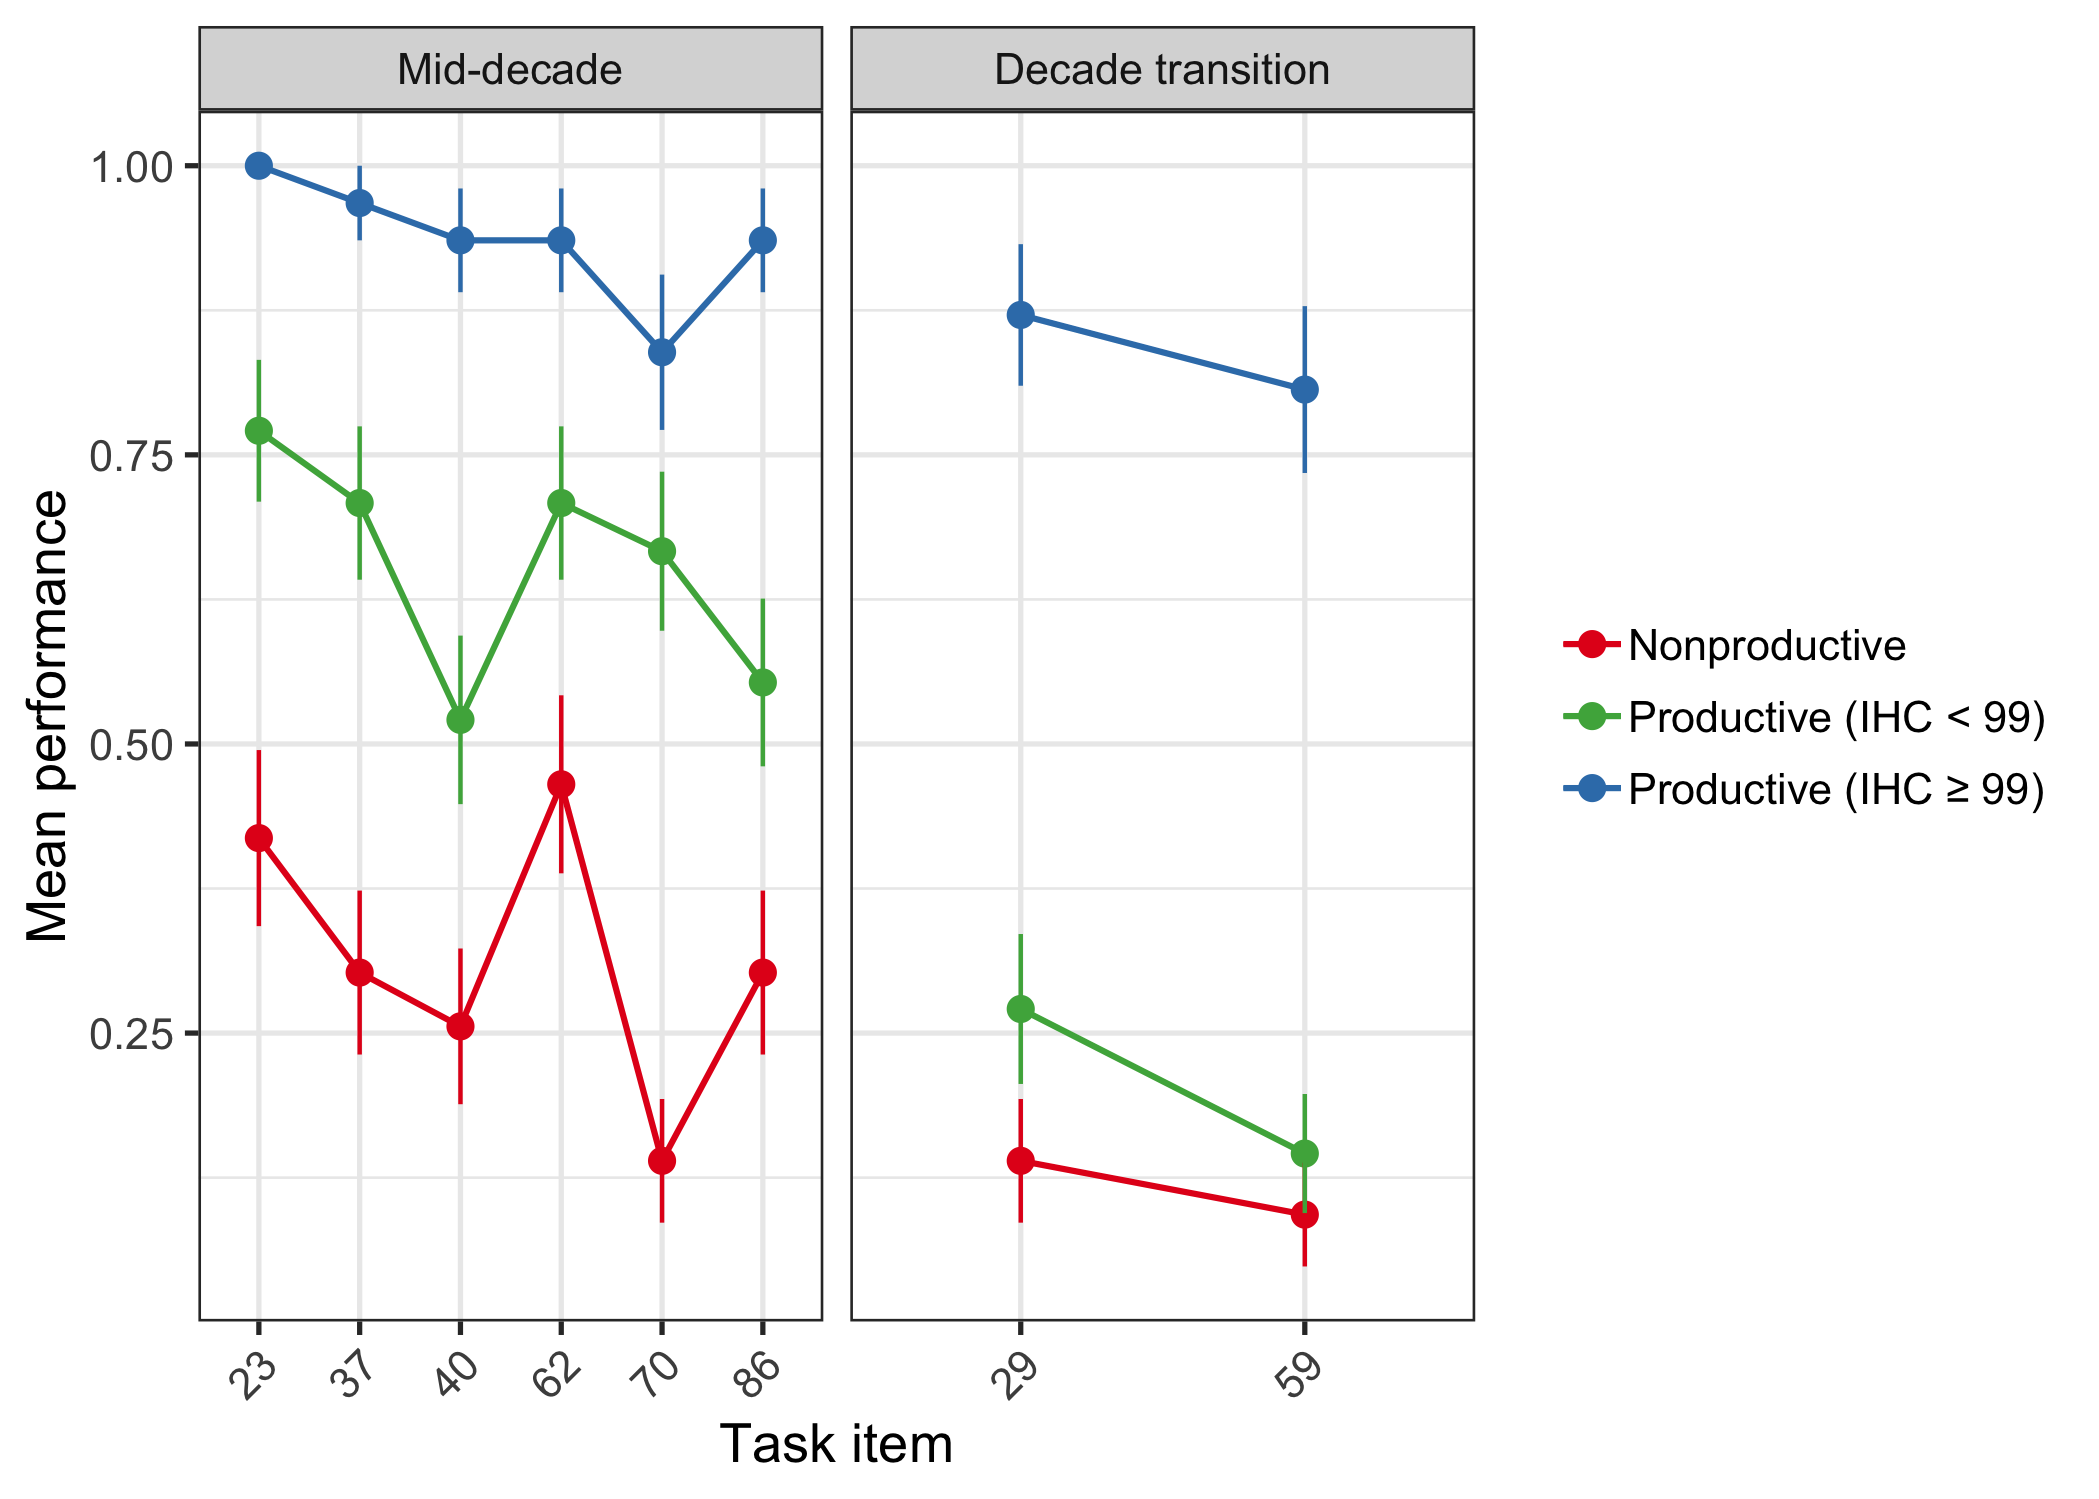 Mid-decade
Decade transition
1.00
0.75
0.50
0.25
Mean performance
23
37
40
62
70
86
29
59
Task item
Nonproductive
Productive (IHC < 99)
Productive (IHC ≥ 99)